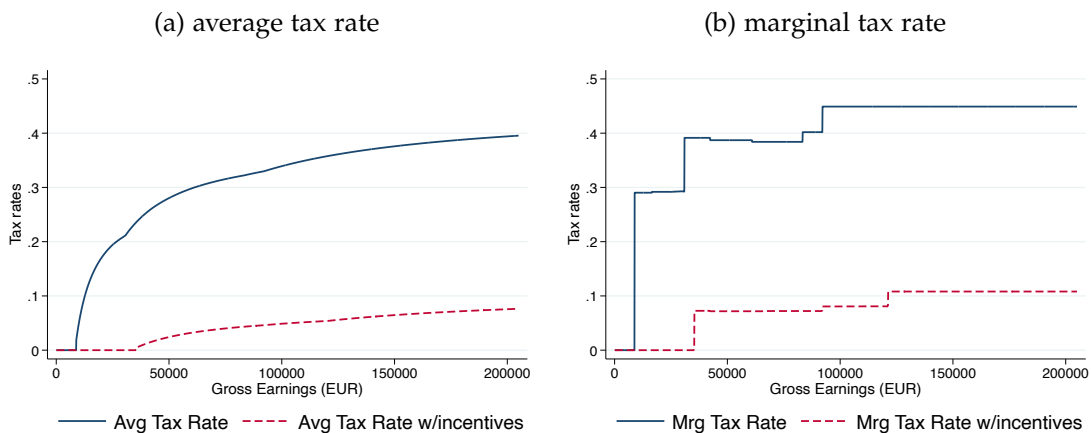 (a) average tax rate
.5
.4
.3
.2
.1
0
Tax rates
0 50000 100000 150000 200000
Gross Earnings (EUR)
Avg Tax Rate Avg Tax Rate w/incentives
(b) marginal tax rate
.5
.4
.3
.2
.1
0
Tax rates
0 50000 100000 150000 200000
Gross Earnings (EUR)
Mrg Tax Rate Mrg Tax Rate w/incentives